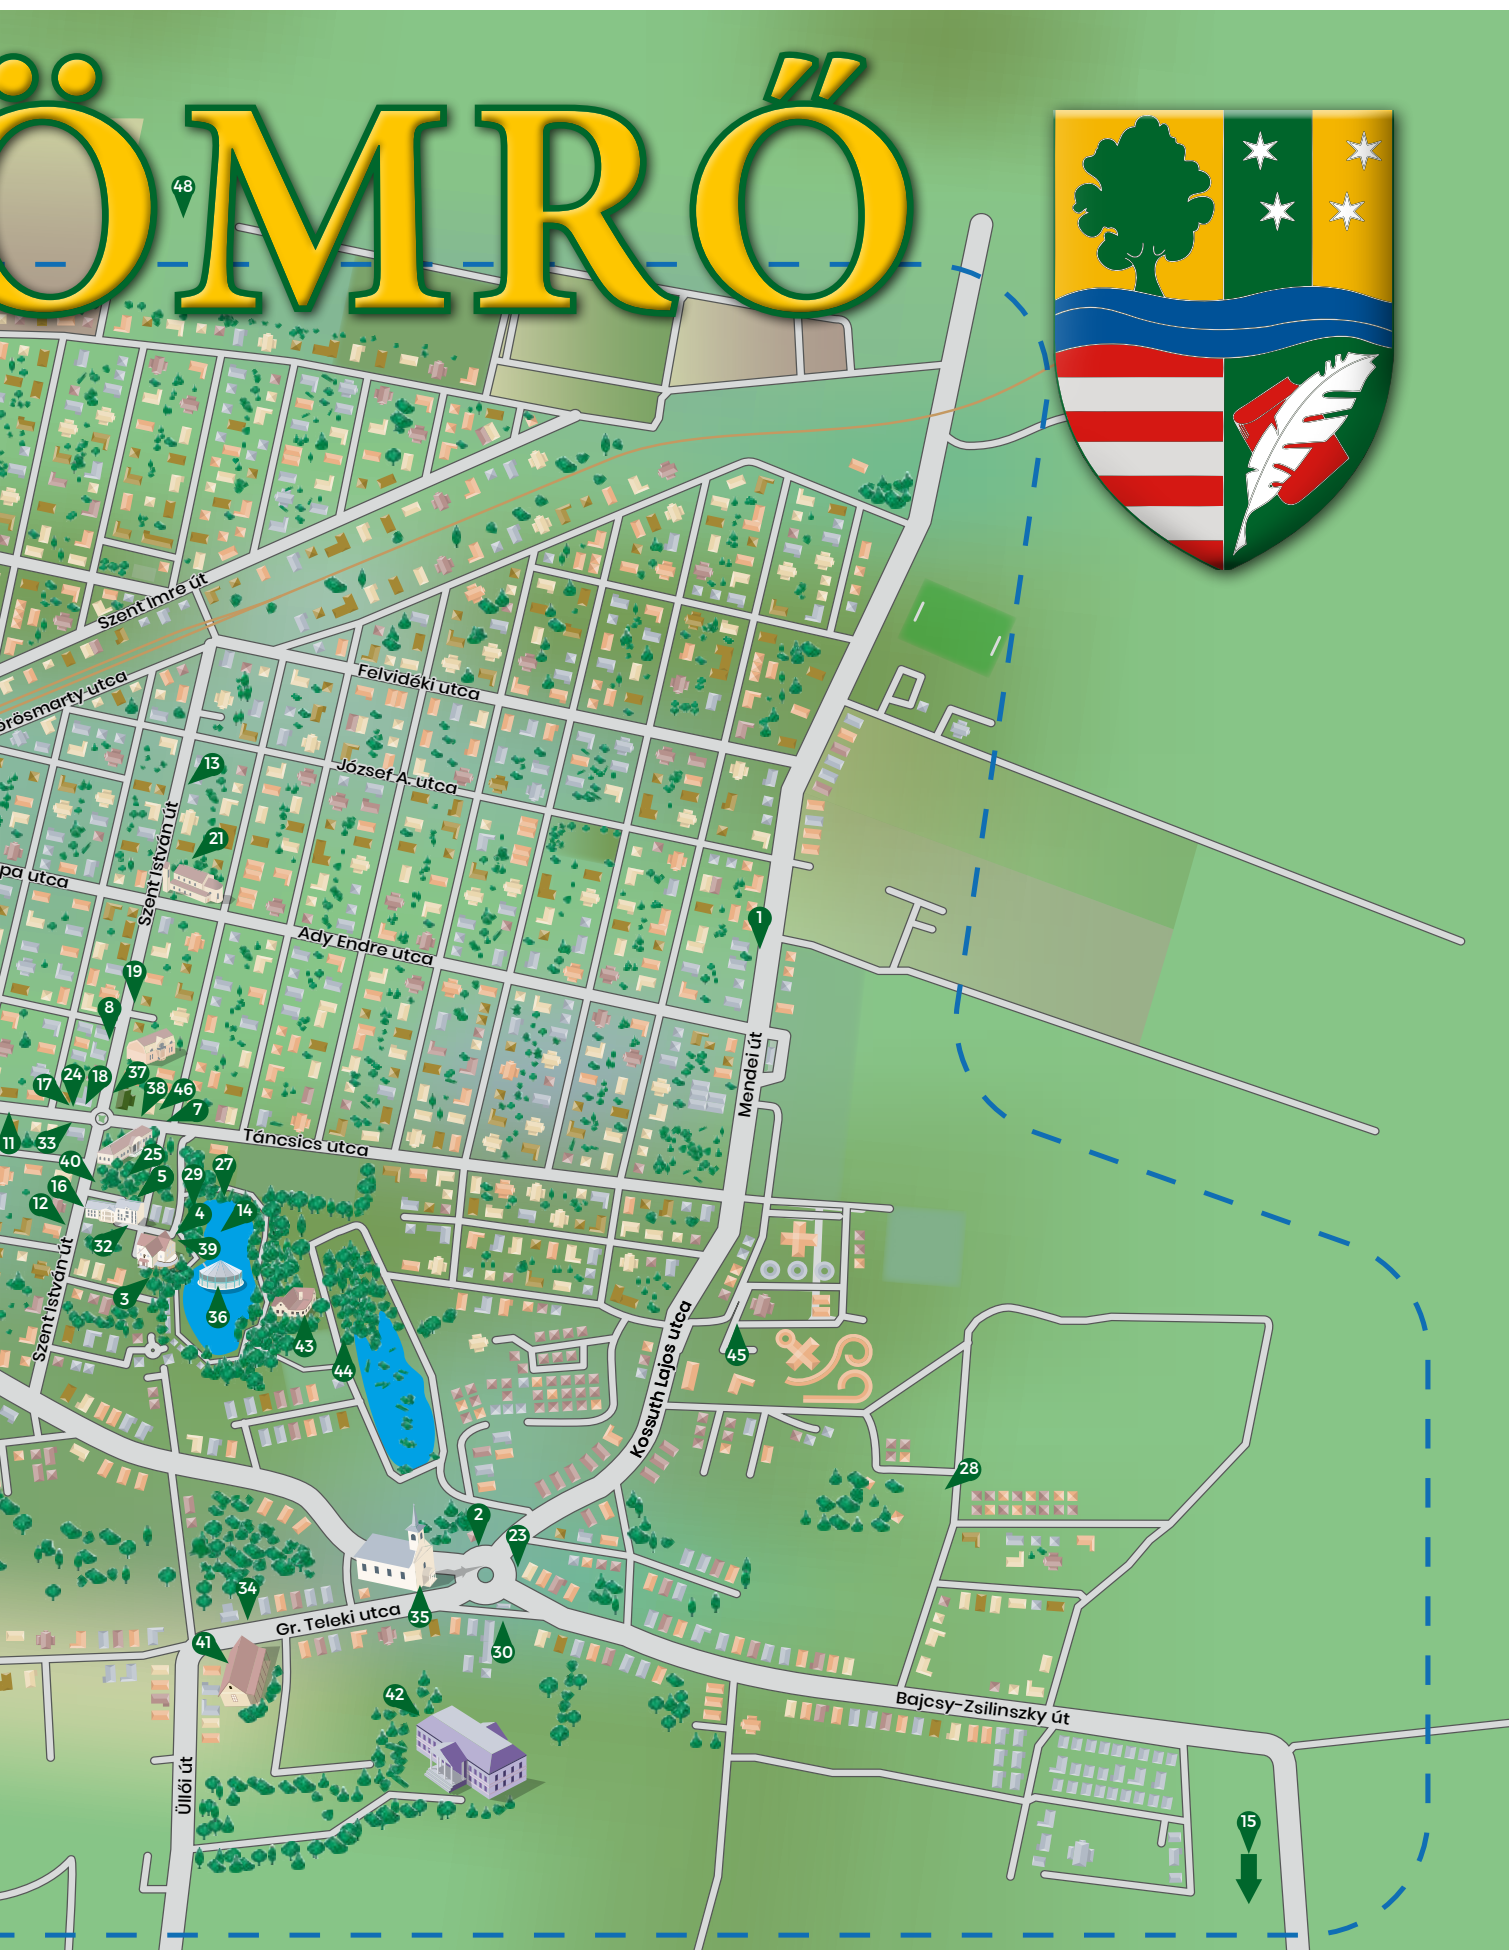 ÖMRŐ
48
Szent Imre út
Felvidéki utca
örösmarty utca
József A. utca
13
21
Szent István út
pa utca
Ady Endre utca
1
19
8
Mendei út
17
24
18
37
38
46
7
11
33
Táncsics utca
25
40
5
29
27
16
12
4
14
32
39
3
36
43
44
45
Szent István út
Kossuth Lajos utca
28
2
23
34
35
Gr. Teleki utca
41
30
42
Bajcsy-Zsilinszky út
Üllői út
15